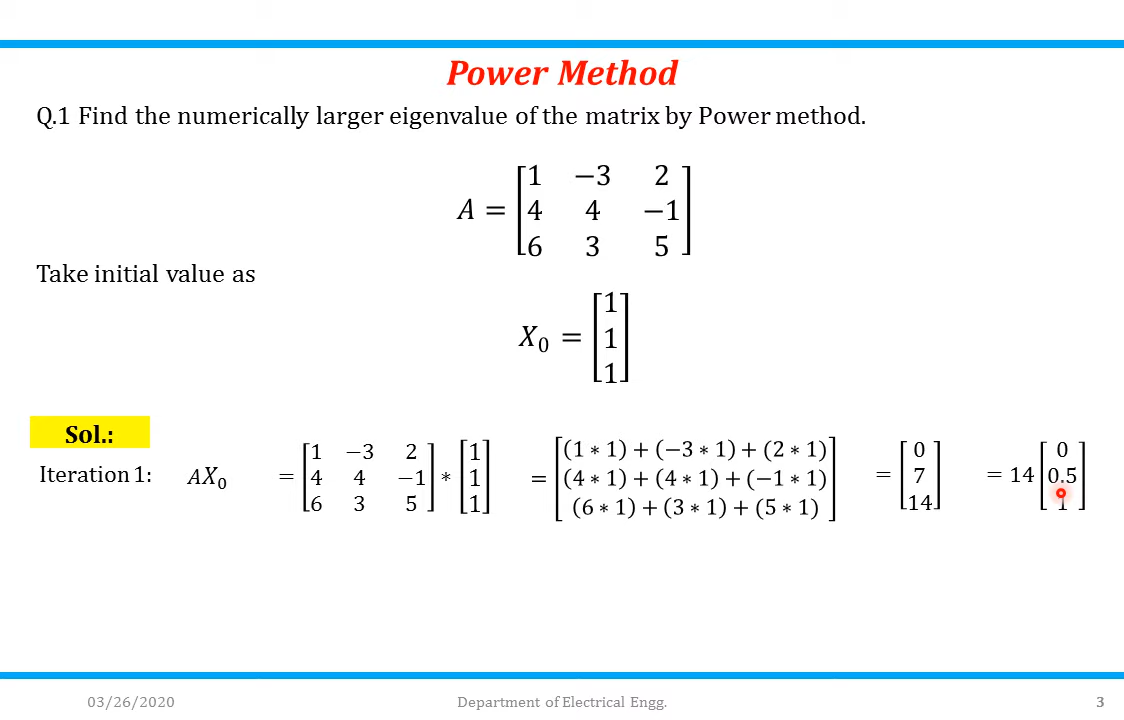 Power Method
Q.1 Find the numerically larger eigenvalue of the matrix by Power method.
A = [1 −3 2
4 4 −1
6 3 5]
Take initial value as
X₀ = [1
1
1]
Sol.:
Iteration 1: AX₀ = [1 −3 2
4 4 −1
6 3 5] * [1
1
1] = [(1 * 1) + (−3 * 1) + (2 * 1)
(4 * 1) + (4 * 1) + (−1 * 1)
(6 * 1) + (3 * 1) + (5 * 1)] = [0
7
14] = 14 [0
0.5
1]
03/26/2020 Department of Electrical Engg. 3